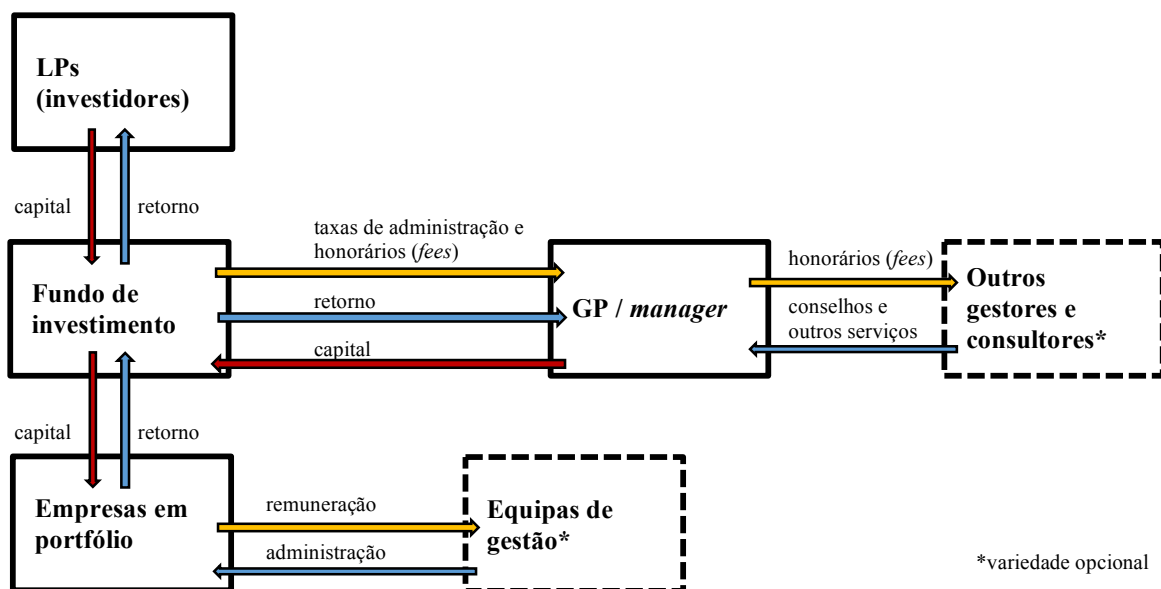 LPs
(investidores)
capital
retorno
taxas de administração e
honorários (fees)
retorno
capital
Fundo de
investimento
GP / manager
honorários (fees)
conselhos e
outros serviços
Outros
gestores e
consultores*
capital
retorno
Empresas em
portfólio
remuneração
administração
Equipas de
gestão*
*variedade opcional